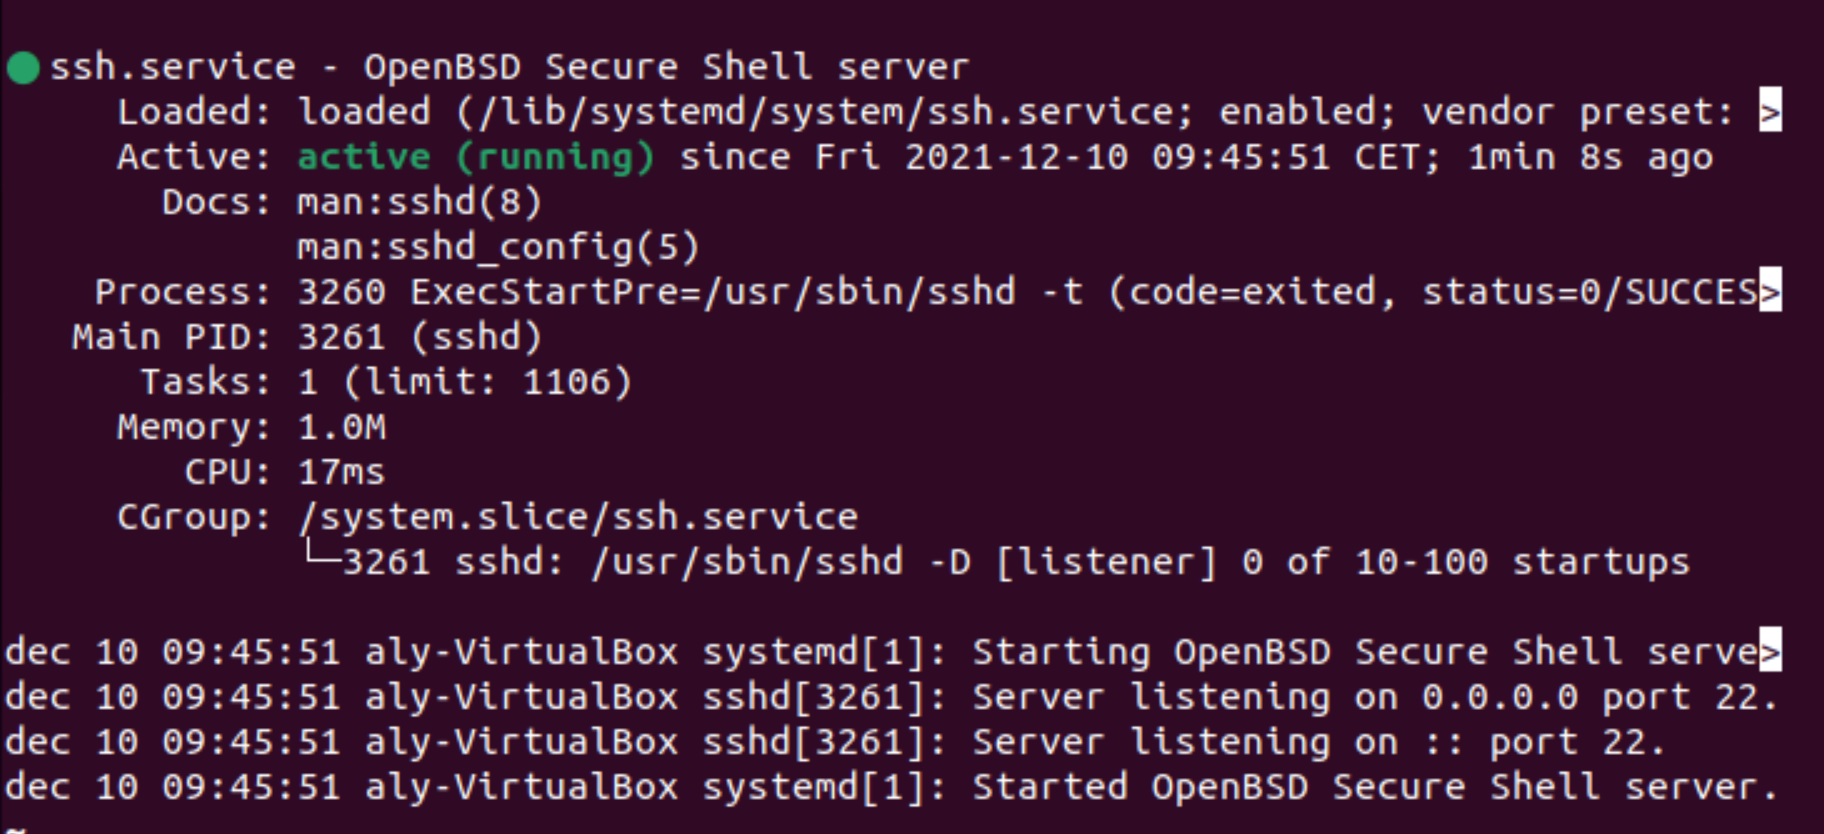 ● ssh.service - OpenBSD Secure Shell server
     Loaded: loaded (/lib/systemd/system/ssh.service; enabled; vendor preset: >
     Active: active (running) since Fri 2021-12-10 09:45:51 CET; 1min 8s ago
       Docs: man:sshd(8)
             man:sshd_config(5)
    Process: 3260 ExecStartPre=/usr/sbin/sshd -t (code=exited, status=0/SUCCES>
   Main PID: 3261 (sshd)
      Tasks: 1 (limit: 1106)
     Memory: 1.0M
        CPU: 17ms
     CGroup: /system.slice/ssh.service
             └─3261 sshd: /usr/sbin/sshd -D [listener] 0 of 10-100 startups

dec 10 09:45:51 aly-VirtualBox systemd[1]: Starting OpenBSD Secure Shell serve>
dec 10 09:45:51 aly-VirtualBox sshd[3261]: Server listening on 0.0.0.0 port 22.
dec 10 09:45:51 aly-VirtualBox sshd[3261]: Server listening on :: port 22.
dec 10 09:45:51 aly-VirtualBox systemd[1]: Started OpenBSD Secure Shell server.
~